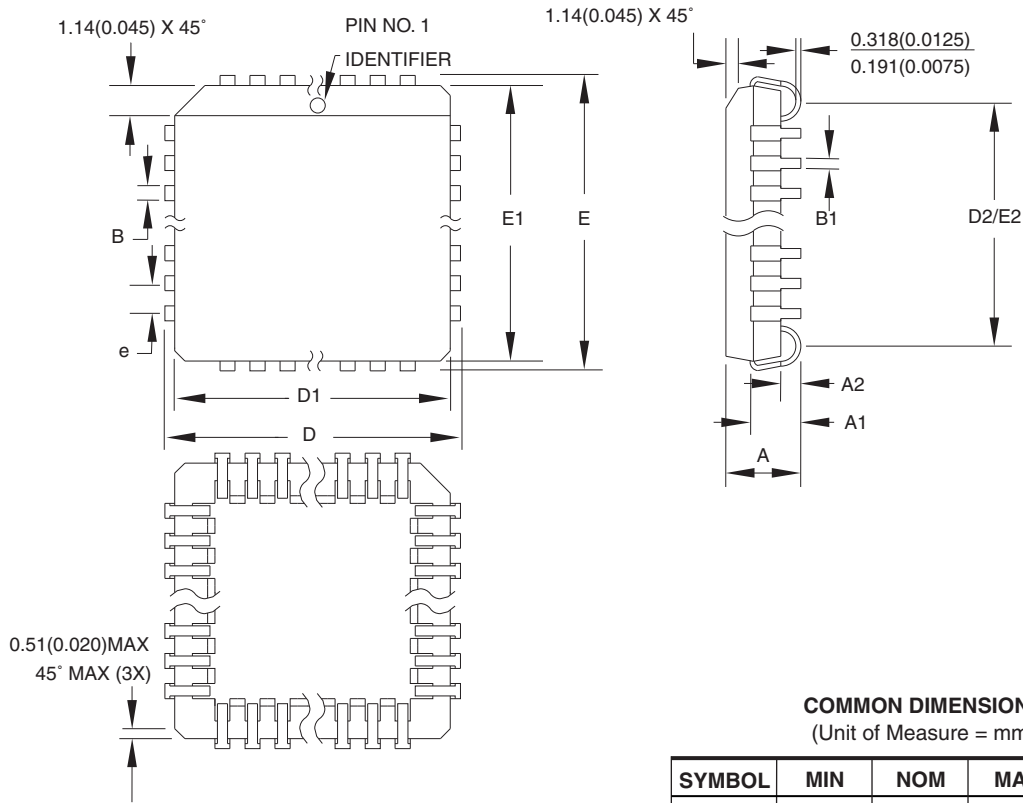 1.14(0.045) X 45˚
PIN NO. 1
IDENTIFIER
1.14(0.045) X 45˚
0.318(0.0125)
0.191(0.0075)
B
e
E1
E
B1
D2/E2
A2
A1
A
D1
D
0.51(0.020)MAX
45˚ MAX (3X)
COMMON DIMENSION
(Unit of Measure = mm
SYMBOL MIN NOM MA